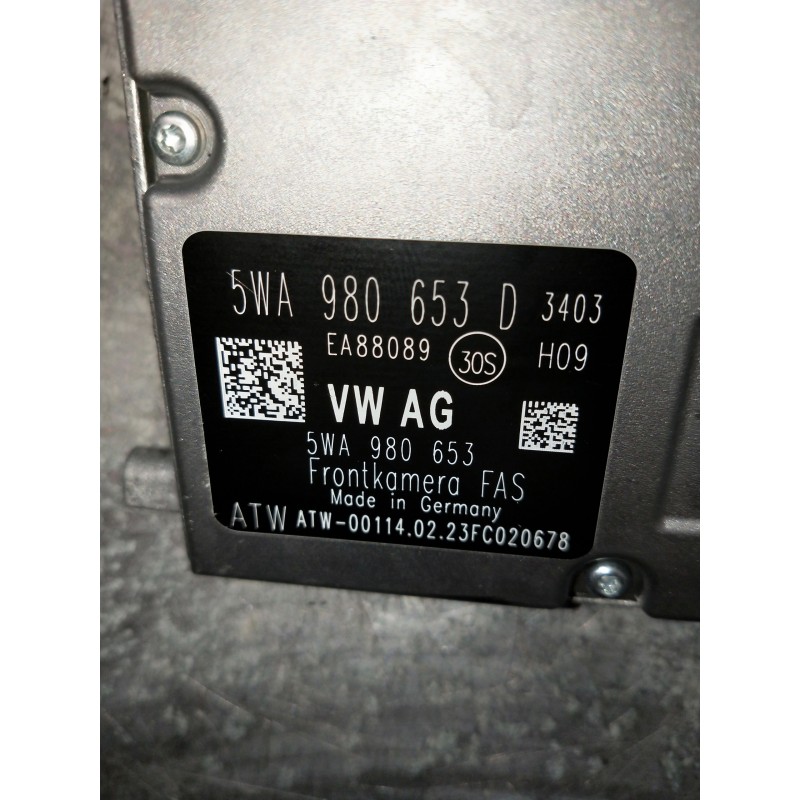 5WA 980 653 D 3403
EA88089 30S H09
VW AG
5WA 980 653
Frontkamera FAS
Made in Germany
ATW ATW-00114.02.23FC020678